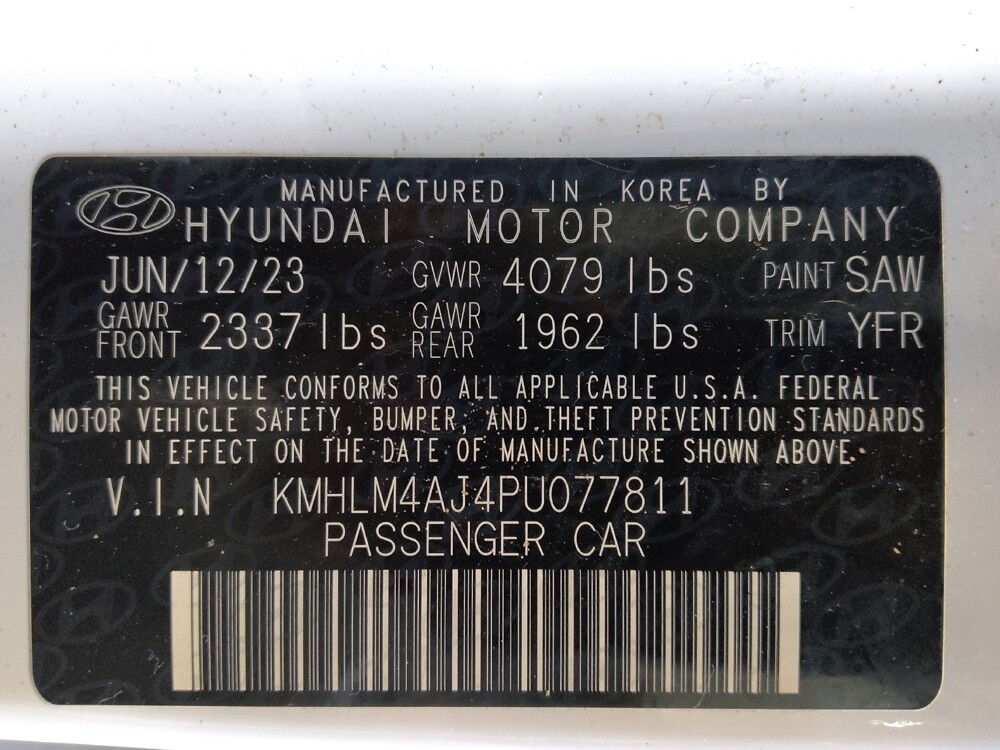 MANUFACTURED IN KOREA BY
HYUNDAI MOTOR COMPANY
JUN/12/23 GVWR 4079 lbs PAINT SAW
GAWR FRONT 2337 lbs GAWR REAR 1962 lbs TRIM YFR
THIS VEHICLE CONFORMS TO ALL APPLICABLE U.S.A. FEDERAL
MOTOR VEHICLE SAFETY, BUMPER, AND THEFT PREVENTION STANDARDS
IN EFFECT ON THE DATE OF MANUFACTURE SHOWN ABOVE.
V.I.N KMHLM4AJ4PU077811
PASSENGER CAR